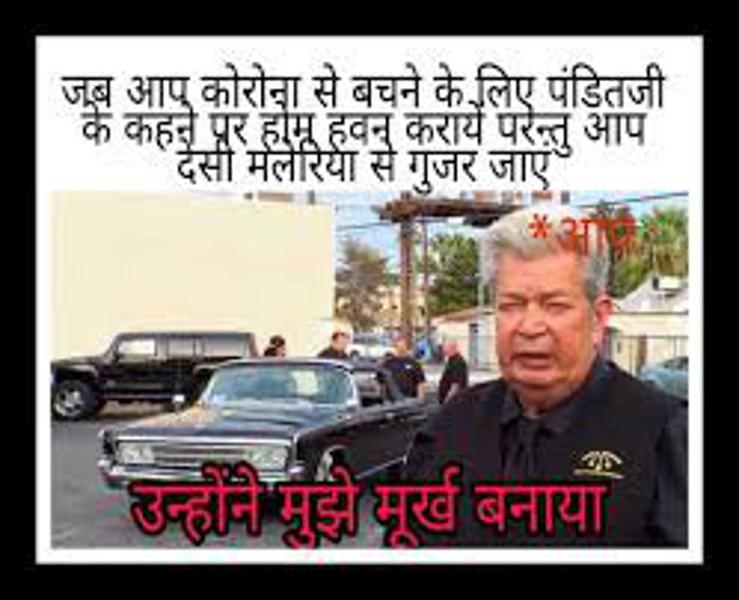 जब आप कोरोना से बचने के लिए पंडितजी
के कहने पर होम हवन करायें परन्तु आप
देसी मलेरिया से गुजर जाएं
*आप:
उन्होंने मुझे मूर्ख बनाया